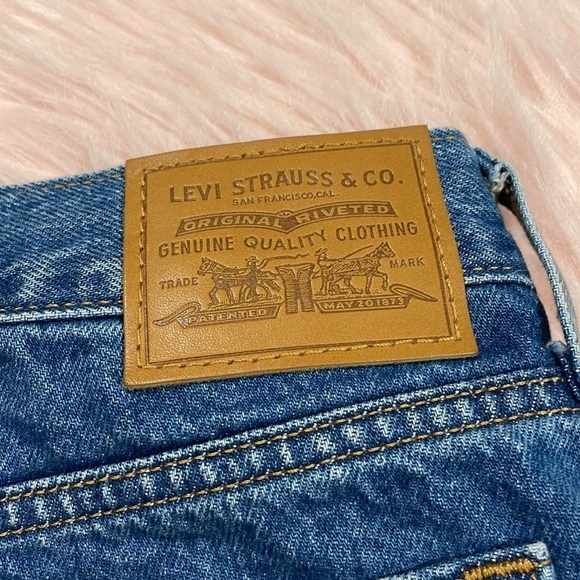 LEVI STRAUSS & CO.
SAN FRANCISCO, CAL.
ORIGINAL RIVETED
GENUINE QUALITY CLOTHING
TRADE MARK
PATENTED MAY 20 1873